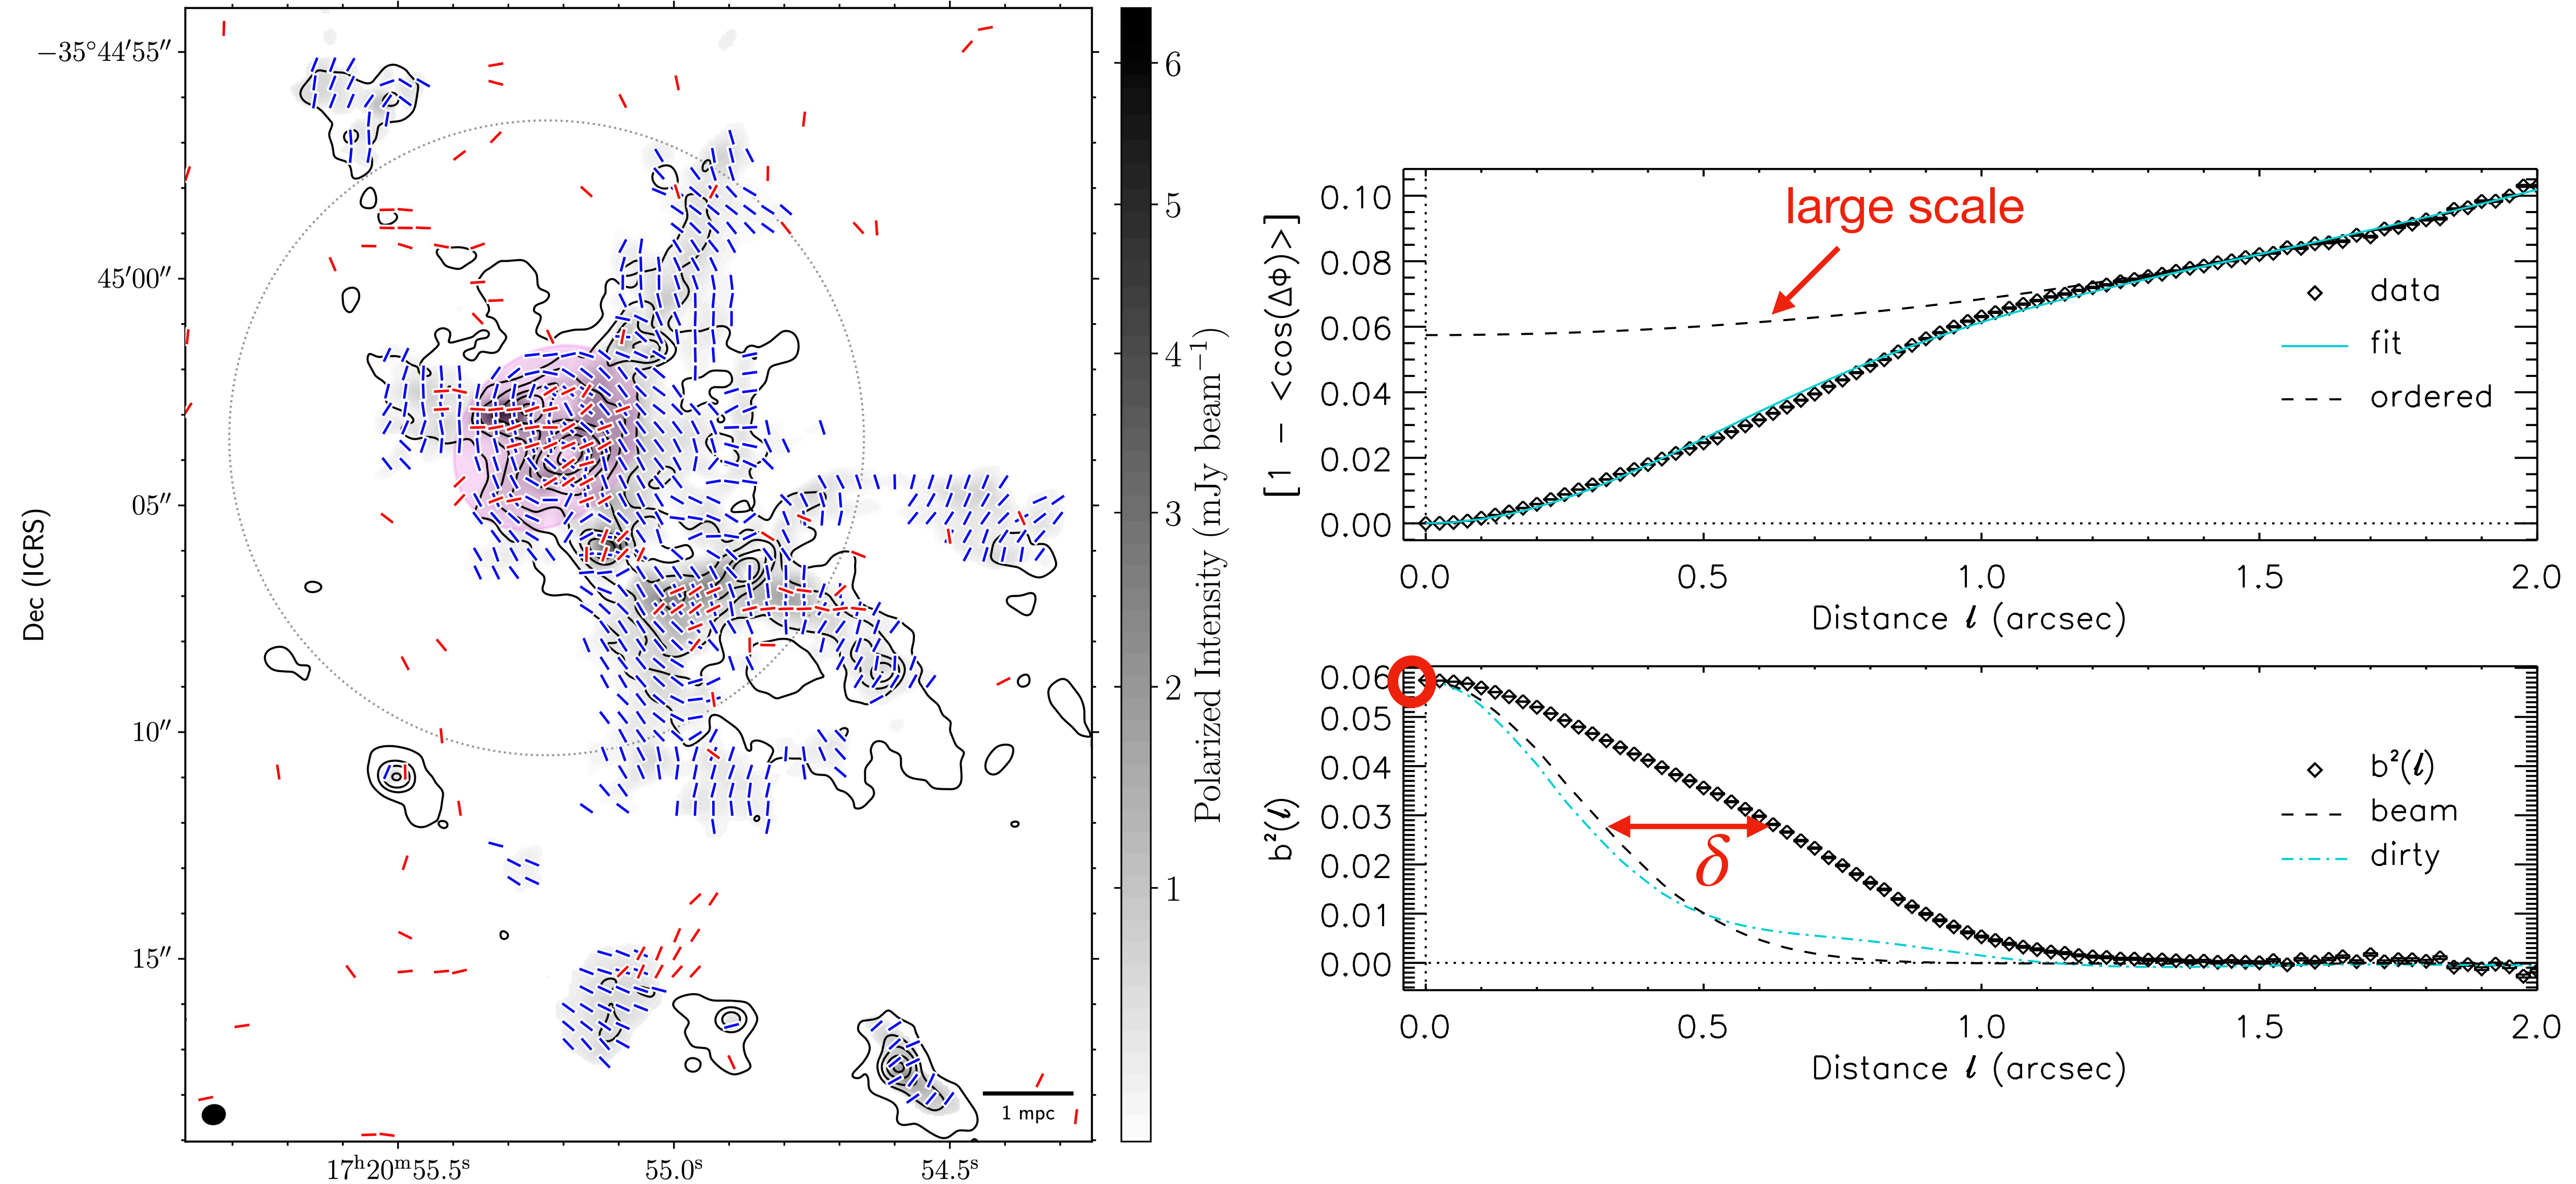 Dec (ICRS)
−35°44′55″
45′00″
05″
10″
15″
17ʰ20ᵐ55.5ˢ
55.0ˢ
54.5ˢ
1 mpc
Polarized Intensity (mJy beam⁻¹)
6
5
4
3
2
1
[1 − <cos(ΔΦ)>]
0.10
0.08
0.06
0.04
0.02
0.00
large scale
data
fit
ordered
0.0
0.5
1.0
1.5
2.0
Distance ℓ (arcsec)
b²(ℓ)
0.06
0.05
0.04
0.03
0.02
0.01
0.00
δ
b²(ℓ)
beam
dirty
0.0
0.5
1.0
1.5
2.0
Distance ℓ (arcsec)